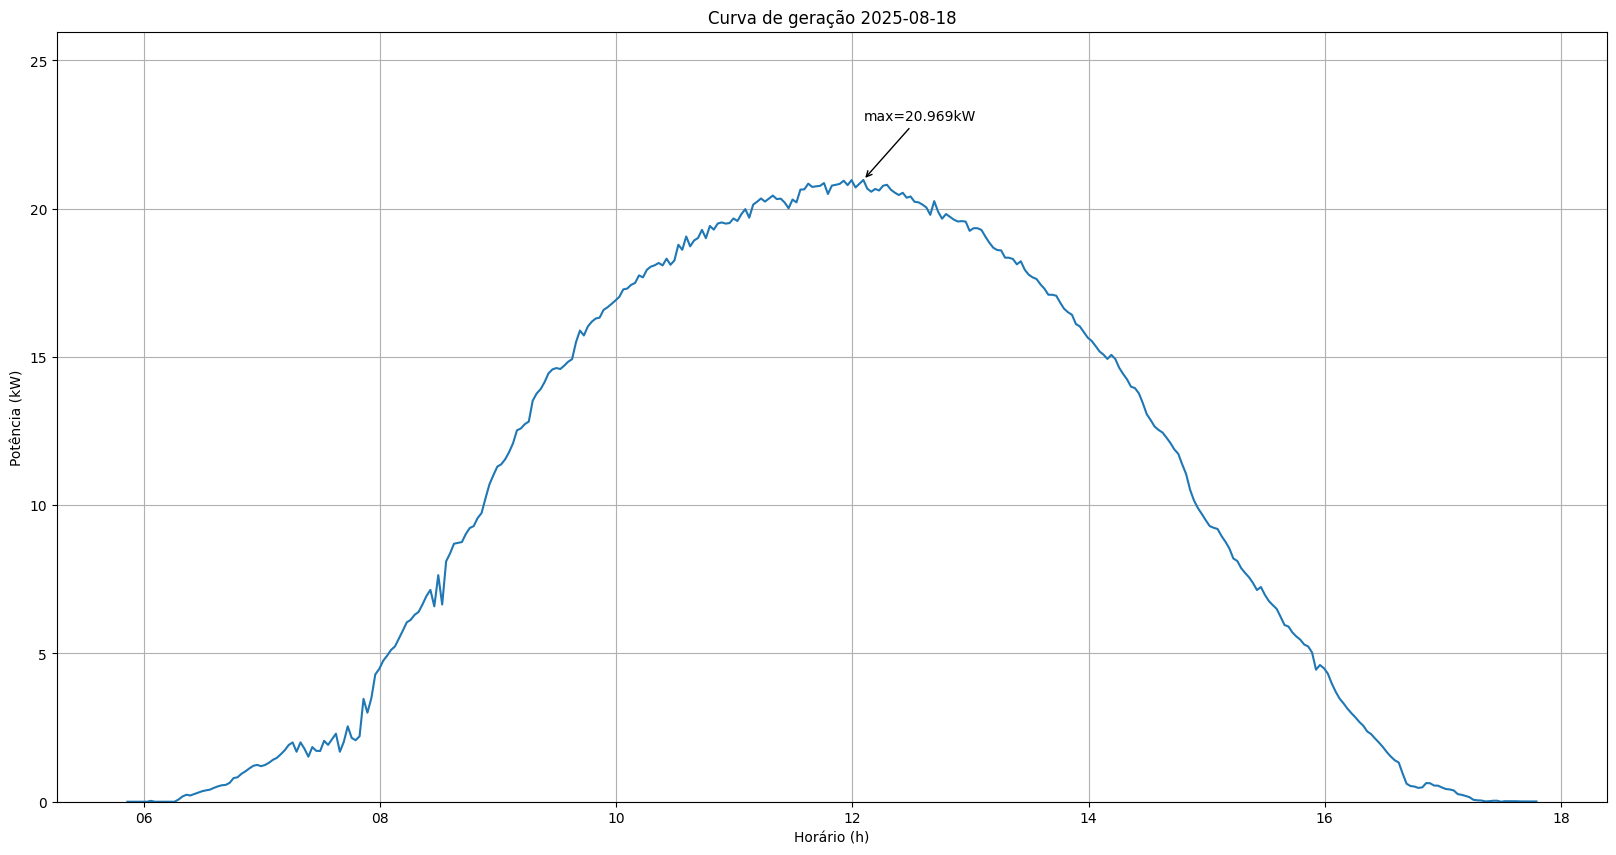 Curva de geração 2025-08-18
25
max=20.969kW
20
15
Potência (kW)
10
5
0
06 08 10 12 14 16 18
Horário (h)